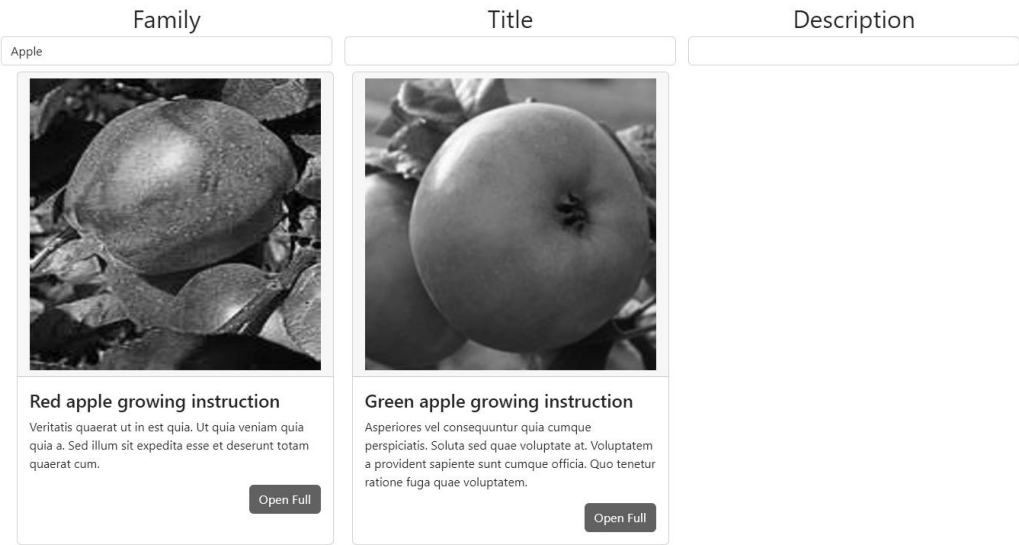 Family
Title
Description
Apple
Red apple growing instruction
Veritatis quaerat ut in est quia. Ut quia veniam quia
quia a. Sed illum sit expedita esse et deserunt totam
quaerat cum.
Open Full
Green apple growing instruction
Asperiores vel consequuntur quia cumque
perspiciatis. Soluta sed quae voluptate at. Voluptatem
a provident sapiente sunt cumque officia. Quo tenetur
ratione fuga quae voluptatem.
Open Full